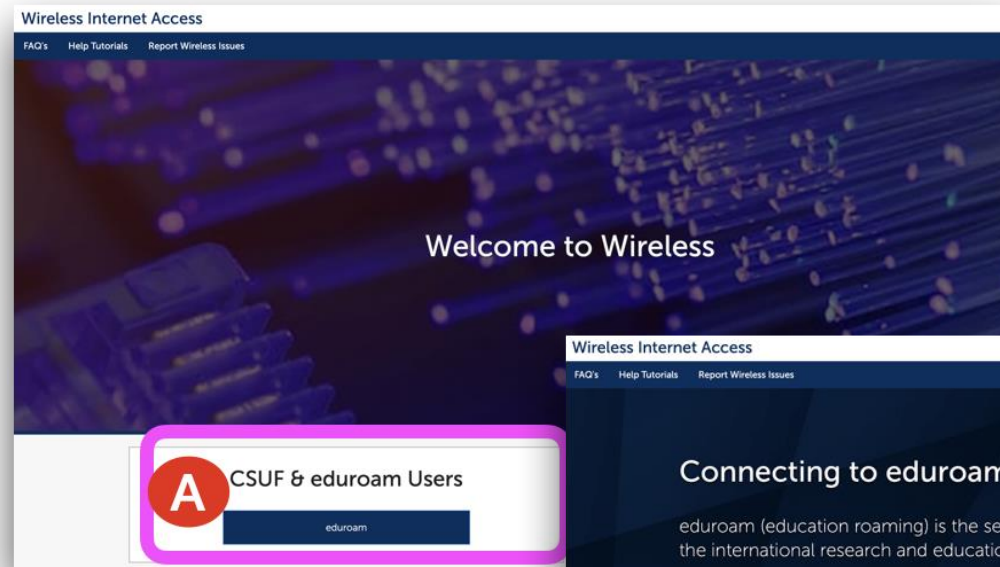 Wireless Internet Access
FAQ's Help Tutorials Report Wireless Issues
Welcome to Wireless
CSUF & eduroam Users
A
eduroam
Wireless Internet Access
FAQ's Help Tutorials Report Wireless Issues
Connecting to eduroam
eduroam (education roaming) is the se
the international research and educatio